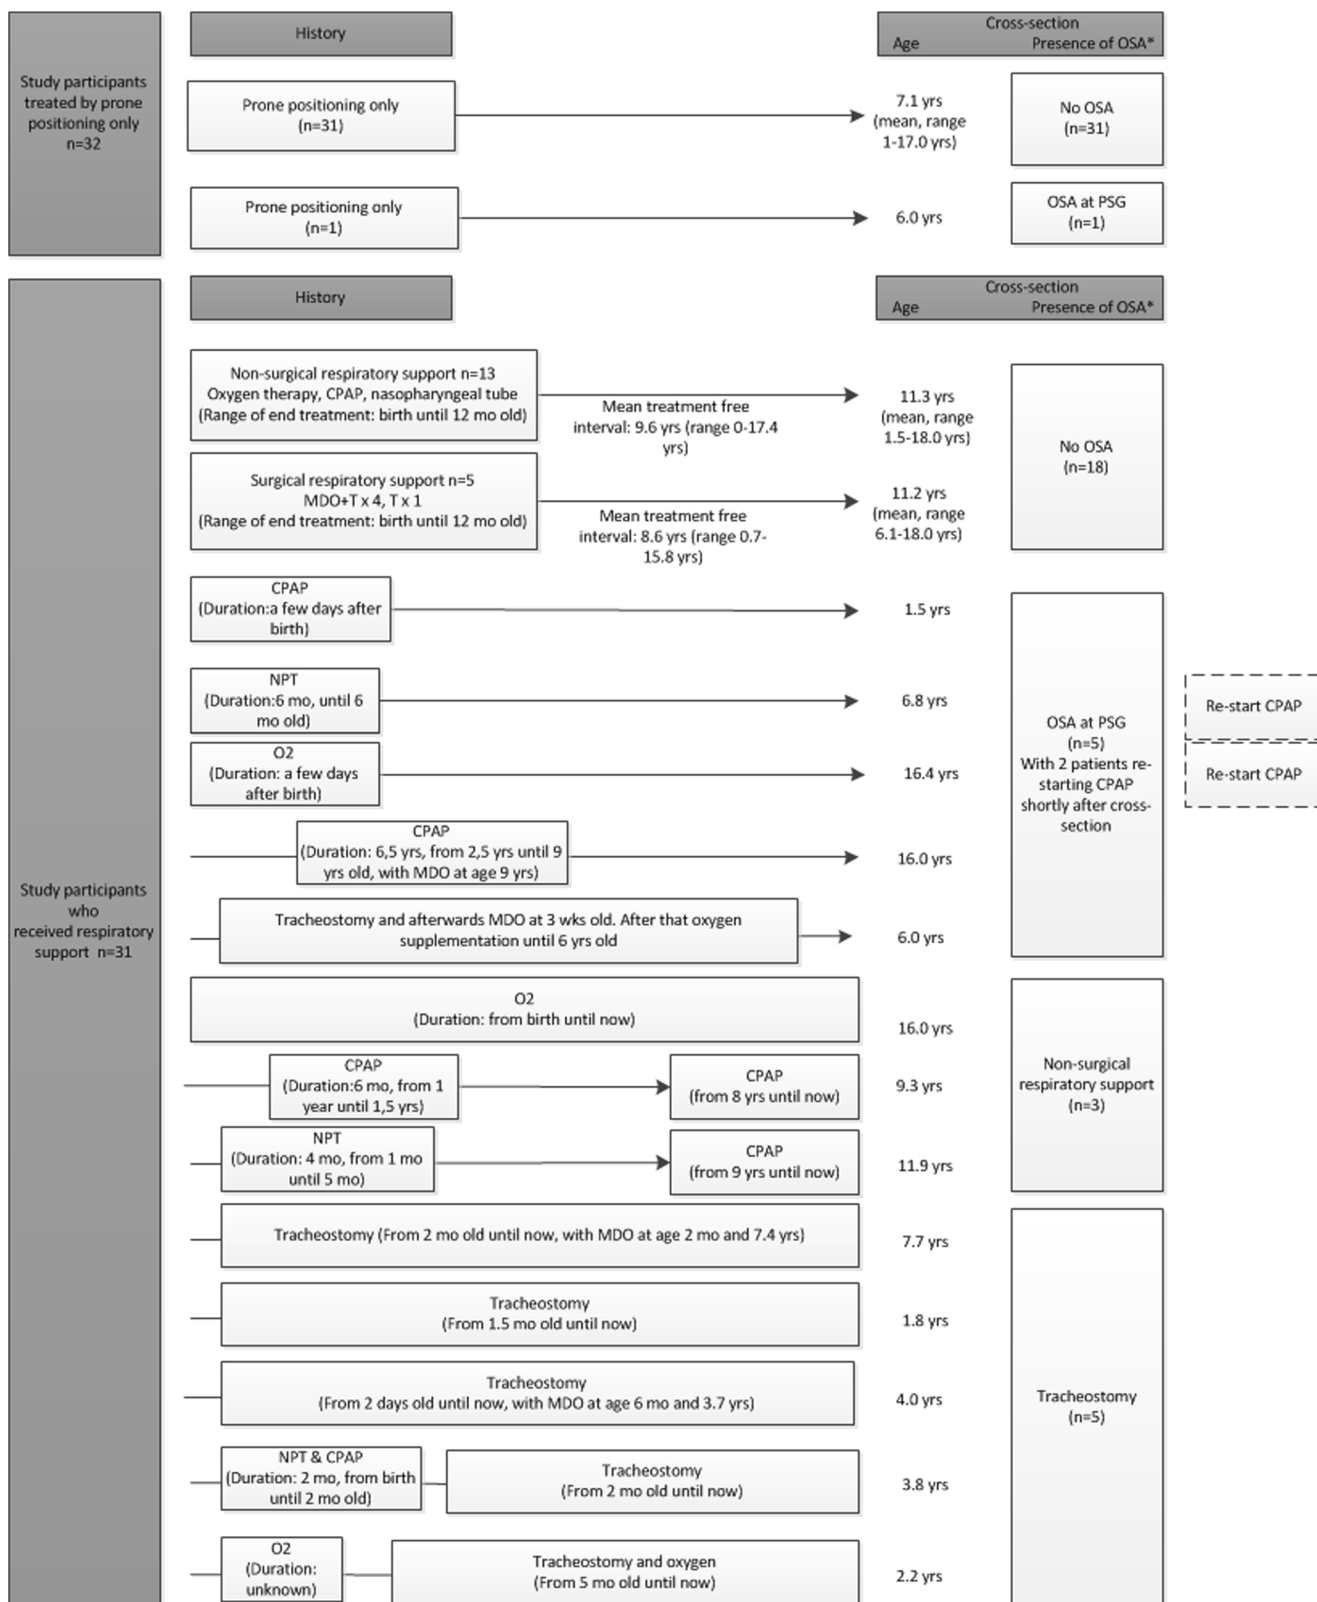 Study participants
treated by prone
positioning only
n=32
History
Cross-section
Age
Presence of OSA*
Prone positioning only
(n=31)
7.1 yrs
(mean, range
1-17.0 yrs)
No OSA
(n=31)
Prone positioning only
(n=1)
6.0 yrs
OSA at PSG
(n=1)
Study participants
who
received respiratory
support  n=31
History
Cross-section
Age
Presence of OSA*
Non-surgical respiratory support n=13
Oxygen therapy, CPAP, nasopharyngeal tube
(Range of end treatment: birth until 12 mo old)
Mean treatment free
interval: 9.6 yrs (range 0-17.4
yrs)
11.3 yrs
(mean, range
1.5-18.0 yrs)
Surgical respiratory support n=5
MDO+T x 4, T x 1
(Range of end treatment: birth until 12 mo old)
Mean treatment free
interval: 8.6 yrs (range 0.7-
15.8 yrs)
11.2 yrs
(mean, range
6.1-18.0 yrs)
No OSA
(n=18)
CPAP
(Duration:a few days after
birth)
1.5 yrs
NPT
(Duration:6 mo, until 6
mo old)
6.8 yrs
O2
(Duration: a few days
after birth)
16.4 yrs
CPAP
(Duration: 6,5 yrs, from 2,5 yrs until 9
yrs old, with MDO at age 9 yrs)
16.0 yrs
Tracheostomy and afterwards MDO at 3 wks old. After that oxygen
supplementation until 6 yrs old
6.0 yrs
OSA at PSG
(n=5)
With 2 patients re-
starting CPAP
shortly after cross-
section
Re-start CPAP
Re-start CPAP
O2
(Duration: from birth until now)
16.0 yrs
CPAP
(Duration:6 mo, from 1
year until 1,5 yrs)
CPAP
(from 8 yrs until now)
9.3 yrs
NPT
(Duration: 4 mo, from 1 mo
until 5 mo)
CPAP
(from 9 yrs until now)
11.9 yrs
Non-surgical
respiratory support
(n=3)
Tracheostomy (From 2 mo old until now, with MDO at age 2 mo and 7.4 yrs)
7.7 yrs
Tracheostomy
(From 1.5 mo old until now)
1.8 yrs
Tracheostomy
(From 2 days old until now, with MDO at age 6 mo and 3.7 yrs)
4.0 yrs
NPT & CPAP
(Duration: 2 mo, from birth
until 2 mo old)
Tracheostomy
(From 2 mo old until now)
3.8 yrs
O2
(Duration:
unknown)
Tracheostomy and oxygen
(From 5 mo old until now)
2.2 yrs
Tracheostomy
(n=5)